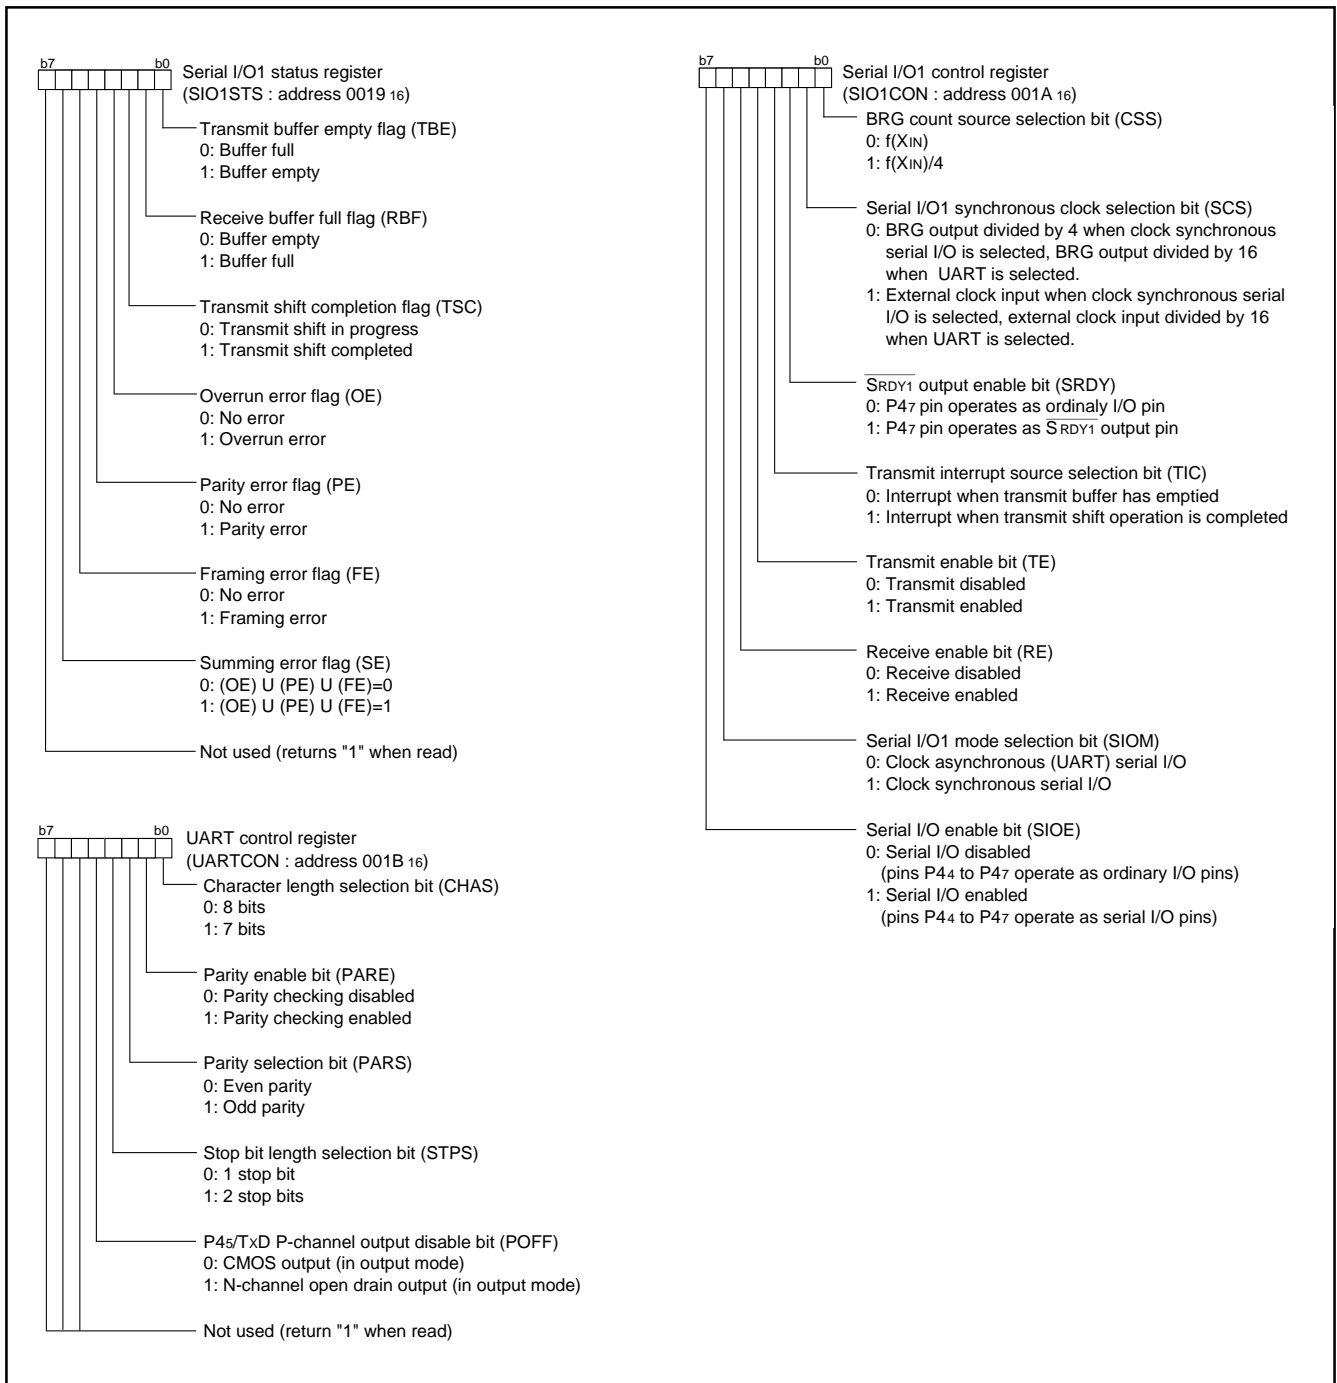 b7 b0
Serial I/O1 status register
(SIO1STS : address 0019 16)
Transmit buffer empty flag (TBE)
0: Buffer full
1: Buffer empty
Receive buffer full flag (RBF)
0: Buffer empty
1: Buffer full
Transmit shift completion flag (TSC)
0: Transmit shift in progress
1: Transmit shift completed
Overrun error flag (OE)
0: No error
1: Overrun error
Parity error flag (PE)
0: No error
1: Parity error
Framing error flag (FE)
0: No error
1: Framing error
Summing error flag (SE)
0: (OE) U (PE) U (FE)=0
1: (OE) U (PE) U (FE)=1
Not used (returns "1" when read)
b7 b0
UART control register
(UARTCON : address 001B 16)
Character length selection bit (CHAS)
0: 8 bits
1: 7 bits
Parity enable bit (PARE)
0: Parity checking disabled
1: Parity checking enabled
Parity selection bit (PARS)
0: Even parity
1: Odd parity
Stop bit length selection bit (STPS)
0: 1 stop bit
1: 2 stop bits
P45/TxD P-channel output disable bit (POFF)
0: CMOS output (in output mode)
1: N-channel open drain output (in output mode)
Not used (return "1" when read)
b7 b0
Serial I/O1 control register
(SIO1CON : address 001A 16)
BRG count source selection bit (CSS)
0: f(XIN)
1: f(XIN)/4
Serial I/O1 synchronous clock selection bit (SCS)
0: BRG output divided by 4 when clock synchronous
serial I/O is selected, BRG output divided by 16
when UART is selected.
1: External clock input when clock synchronous serial
I/O is selected, external clock input divided by 16
when UART is selected.
SRDY1 output enable bit (SRDY)
0: P47 pin operates as ordinaly I/O pin
1: P47 pin operates as SRDY1 output pin
Transmit interrupt source selection bit (TIC)
0: Interrupt when transmit buffer has emptied
1: Interrupt when transmit shift operation is completed
Transmit enable bit (TE)
0: Transmit disabled
1: Transmit enabled
Receive enable bit (RE)
0: Receive disabled
1: Receive enabled
Serial I/O1 mode selection bit (SIOM)
0: Clock asynchronous (UART) serial I/O
1: Clock synchronous serial I/O
Serial I/O enable bit (SIOE)
0: Serial I/O disabled
(pins P44 to P47 operate as ordinary I/O pins)
1: Serial I/O enabled
(pins P44 to P47 operate as serial I/O pins)